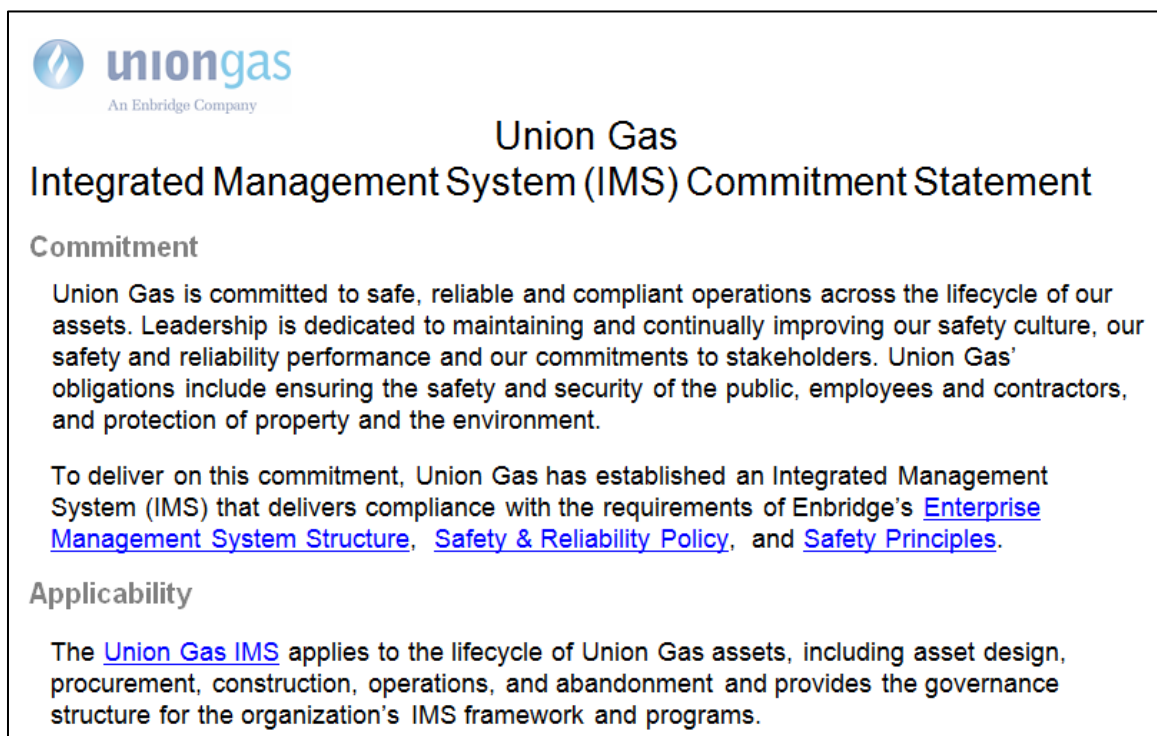 uniongas
An Enbridge Company
Union Gas
Integrated Management System (IMS) Commitment Statement
Commitment
Union Gas is committed to safe, reliable and compliant operations across the lifecycle of our
assets. Leadership is dedicated to maintaining and continually improving our safety culture, our
safety and reliability performance and our commitments to stakeholders. Union Gas’
obligations include ensuring the safety and security of the public, employees and contractors,
and protection of property and the environment.
To deliver on this commitment, Union Gas has established an Integrated Management
System (IMS) that delivers compliance with the requirements of Enbridge’s Enterprise
Management System Structure, Safety & Reliability Policy, and Safety Principles.
Applicability
The Union Gas IMS applies to the lifecycle of Union Gas assets, including asset design,
procurement, construction, operations, and abandonment and provides the governance
structure for the organization’s IMS framework and programs.